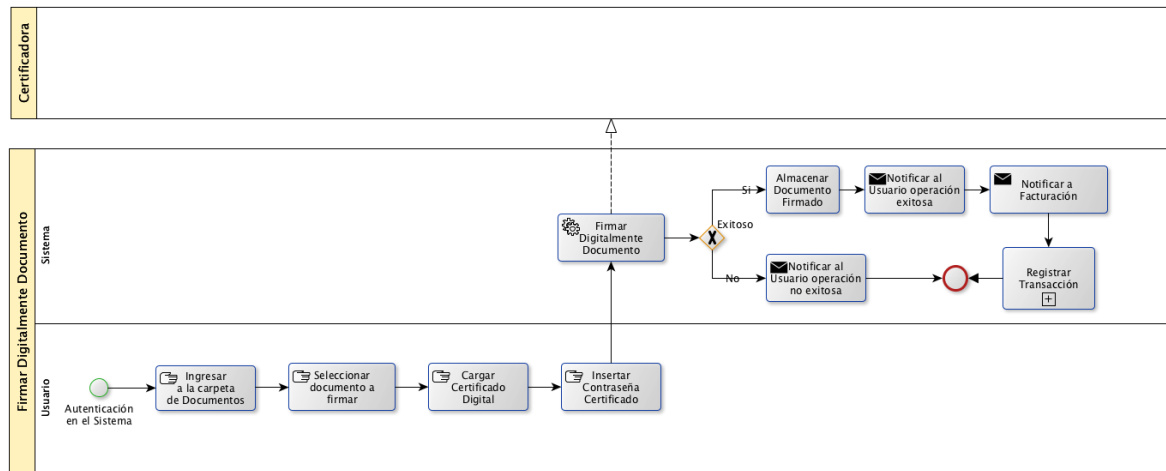 Certificadora
Firmar Digitalmente Documento
Sistema
Firmar
Digitalmente
Documento
Exitoso
Si
Almacenar
Documento
Firmado
Notificar al
Usuario operación
exitosa
Notificar a
Facturación
No
Notificar al
Usuario operación
no exitosa
Registrar
Transacción
Usuario
Autenticación
en el Sistema
Ingresar
a la carpeta
de Documentos
Seleccionar
documento a
firmar
Cargar
Certificado
Digital
Insertar
Contraseña
Certificado